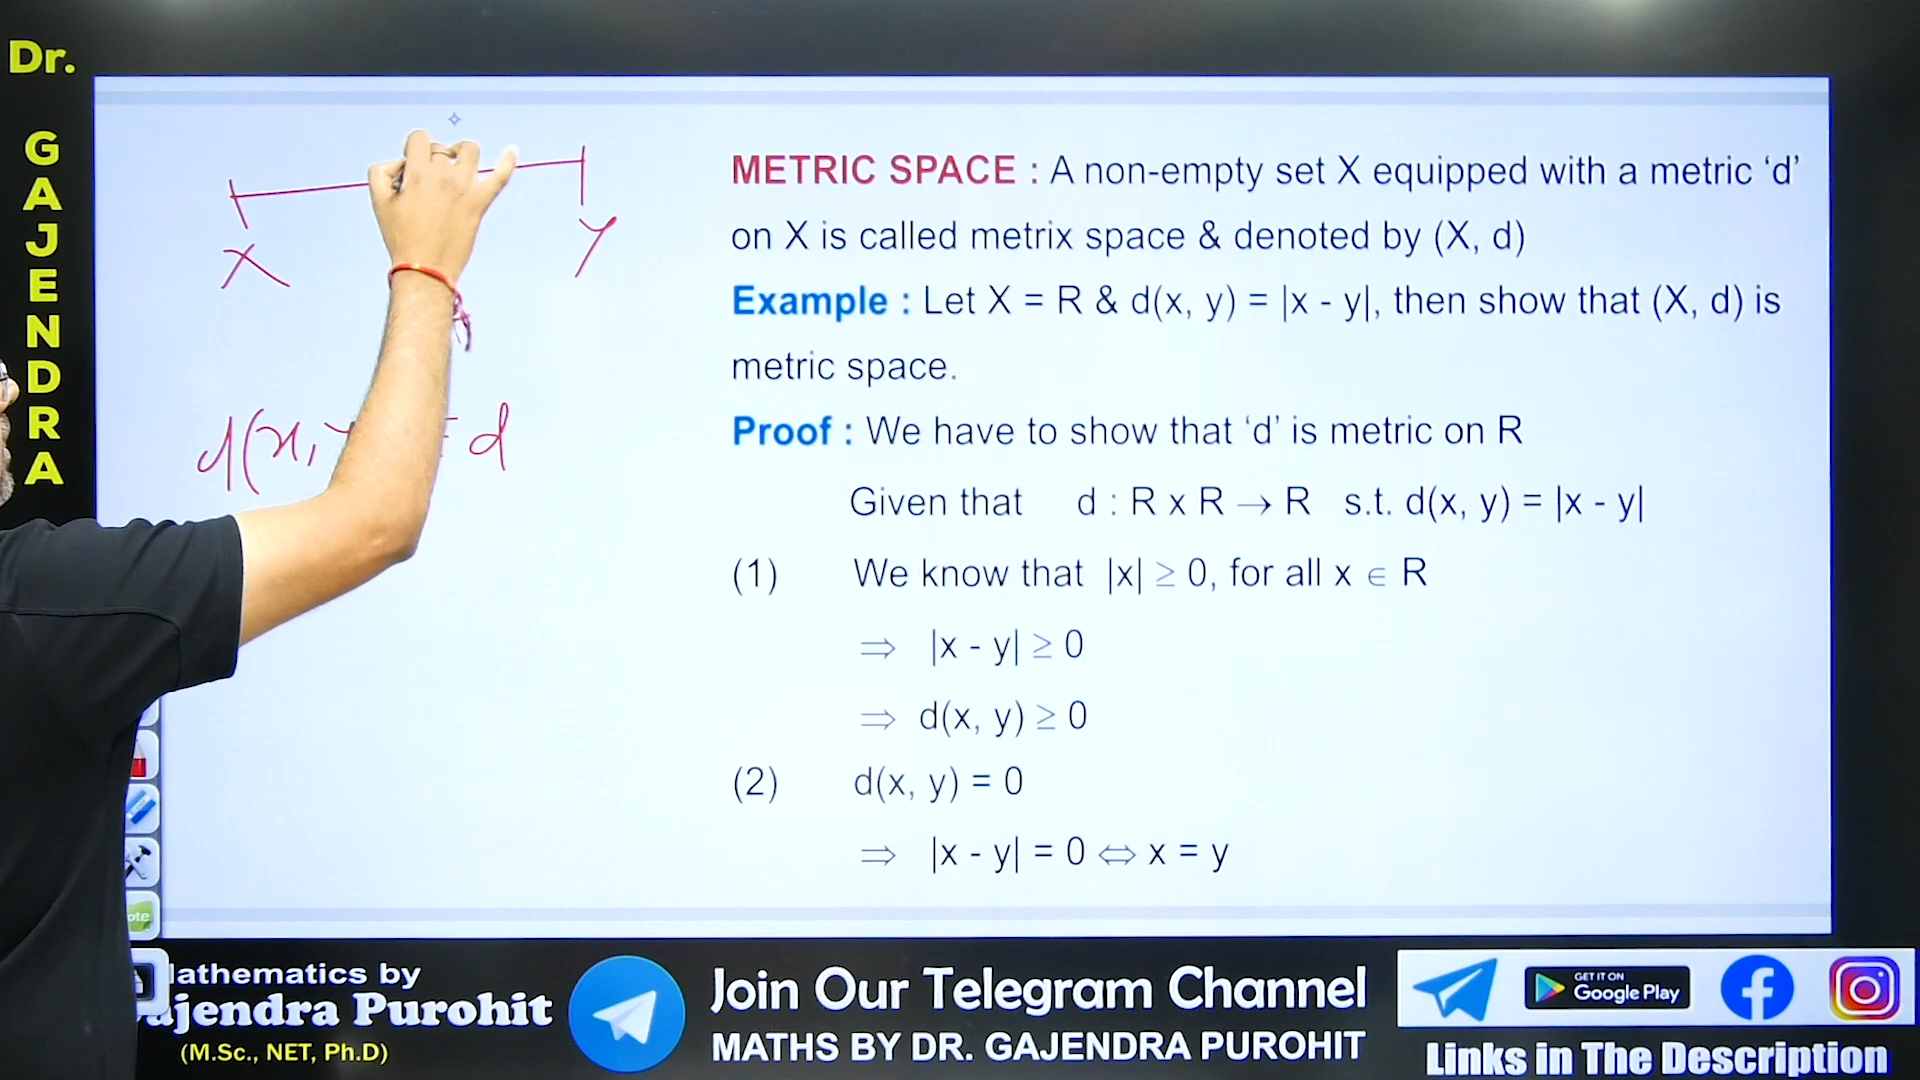 Dr.
GAJENDRA
X
y
d(x,
= d
METRIC SPACE : A non-empty set X equipped with a metric ‘d’
on X is called metrix space & denoted by (X, d)
Example : Let X = R & d(x, y) = |x - y|, then show that (X, d) is
metric space.
Proof : We have to show that ‘d’ is metric on R
Given that d : R x R → R s.t. d(x, y) = |x - y|
(1) We know that |x| ≥ 0, for all x ∈ R
⇒ |x - y| ≥ 0
⇒ d(x, y) ≥ 0
(2) d(x, y) = 0
⇒ |x - y| = 0 ⇔ x = y
ote
athematics by
ajendra Purohit
(M.Sc., NET, Ph.D)
Join Our Telegram Channel
MATHS BY DR. GAJENDRA PUROHIT
GET IT ON
Google Play
Links in The Description